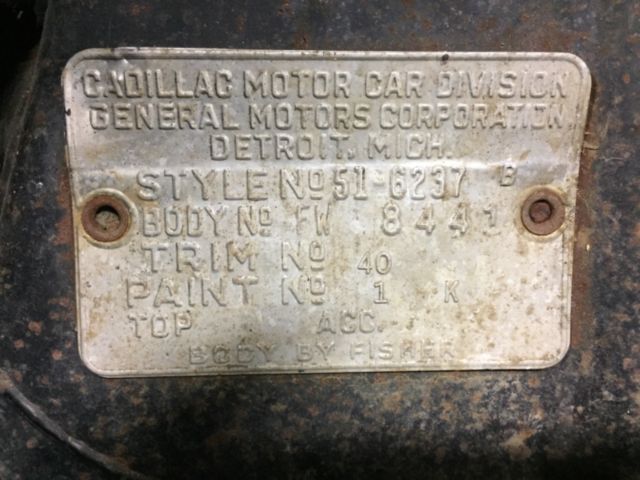 CADILLAC MOTOR CAR DIVISION
GENERAL MOTORS CORPORATION
DETROIT, MICH.
STYLE No 51-6237 B
BODY No FW 8441
TRIM No 40
PAINT No 1 K
TOP ACC.
BODY BY FISHER